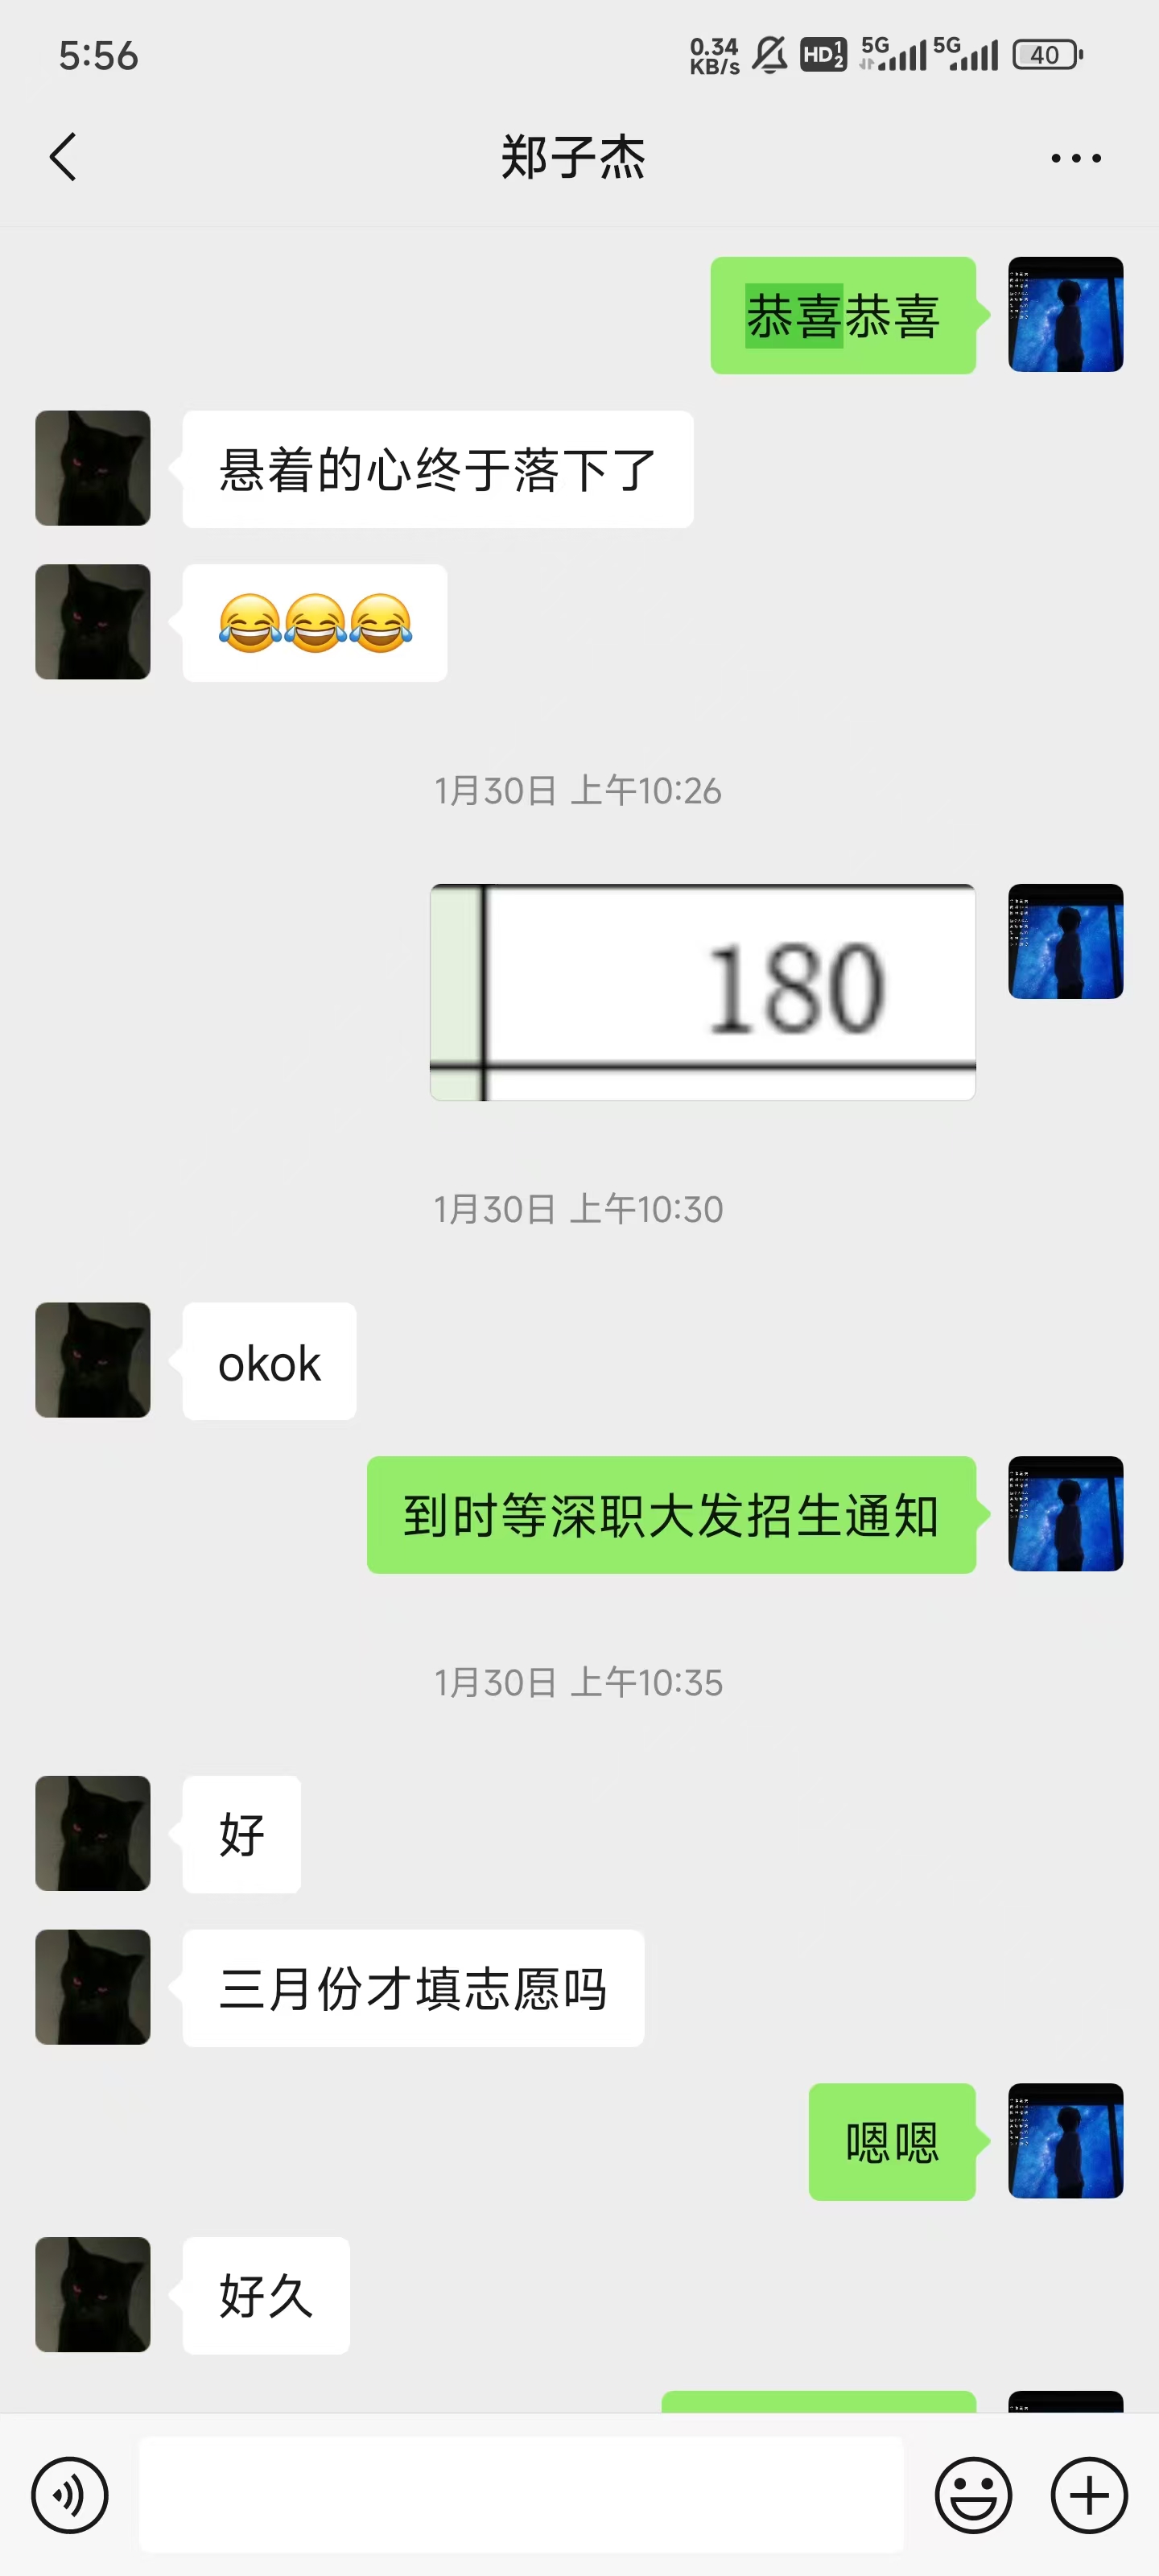 5:56
0.34
KB/s
HD 1 2
5G
5G
40
郑子杰
恭喜恭喜
悬着的心终于落下了
😂😂😂
1月30日 上午10:26
180
1月30日 上午10:30
okok
到时等深职大发招生通知
1月30日 上午10:35
好
三月份才填志愿吗
嗯嗯
好久